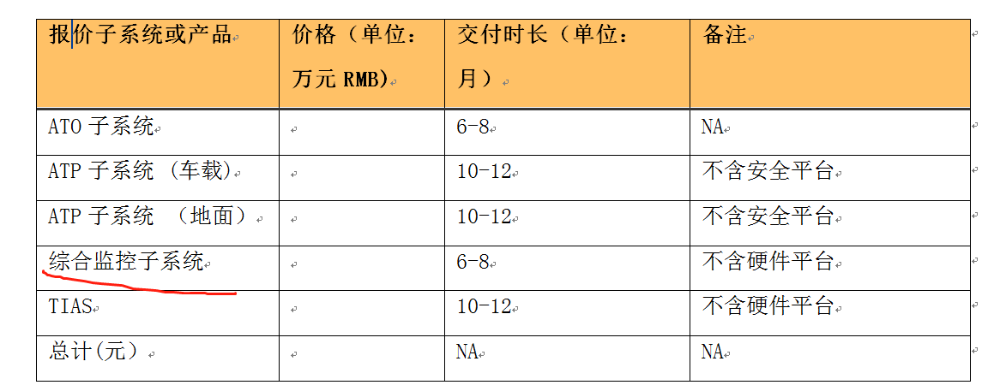 报价子系统或产品 价格（单位： 交付时长（单位： 备注
万元 RMB) 月）
ATO 子系统 6-8 NA
ATP 子系统 (车载) 10-12 不含安全平台
ATP 子系统 （地面） 10-12 不含安全平台
综合监控子系统 6-8 不含硬件平台
TIAS 10-12 不含硬件平台
总计(元） NA NA